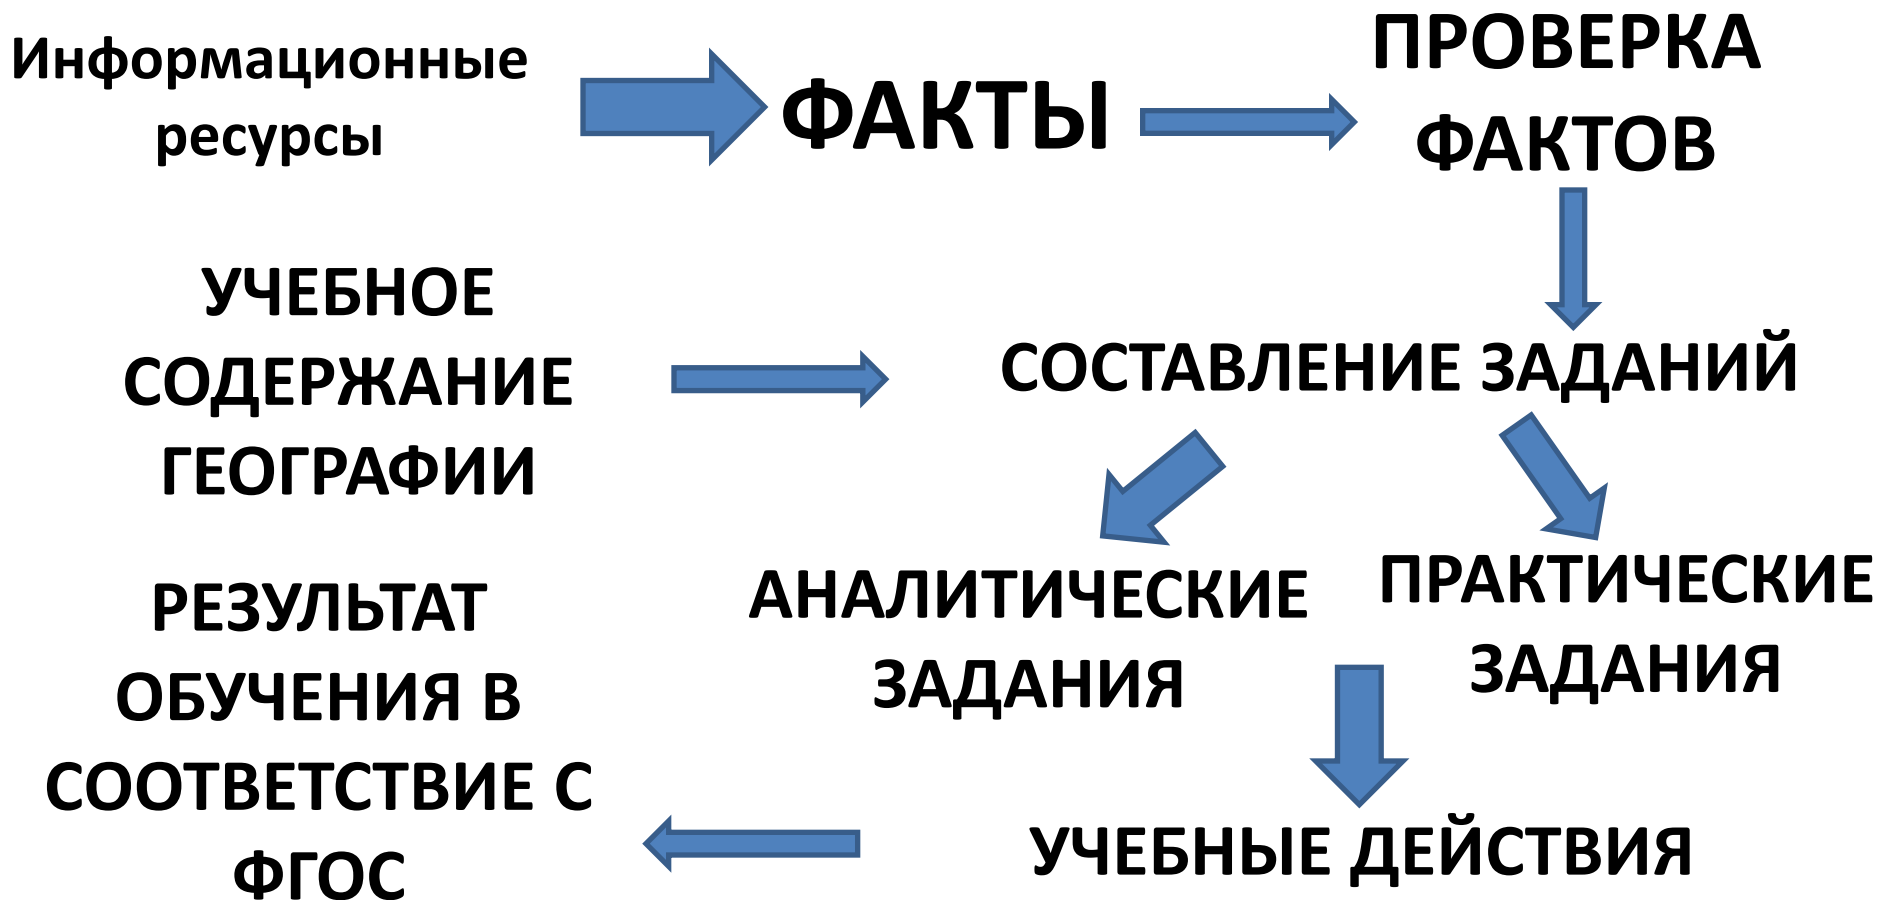 Информационные
ресурсы
ФАКТЫ
ПРОВЕРКА
ФАКТОВ
УЧЕБНОЕ
СОДЕРЖАНИЕ
ГЕОГРАФИИ
СОСТАВЛЕНИЕ ЗАДАНИЙ
АНАЛИТИЧЕСКИЕ
ЗАДАНИЯ
ПРАКТИЧЕСКИЕ
ЗАДАНИЯ
УЧЕБНЫЕ ДЕЙСТВИЯ
РЕЗУЛЬТАТ
ОБУЧЕНИЯ В
СООТВЕТСТВИЕ С
ФГОС